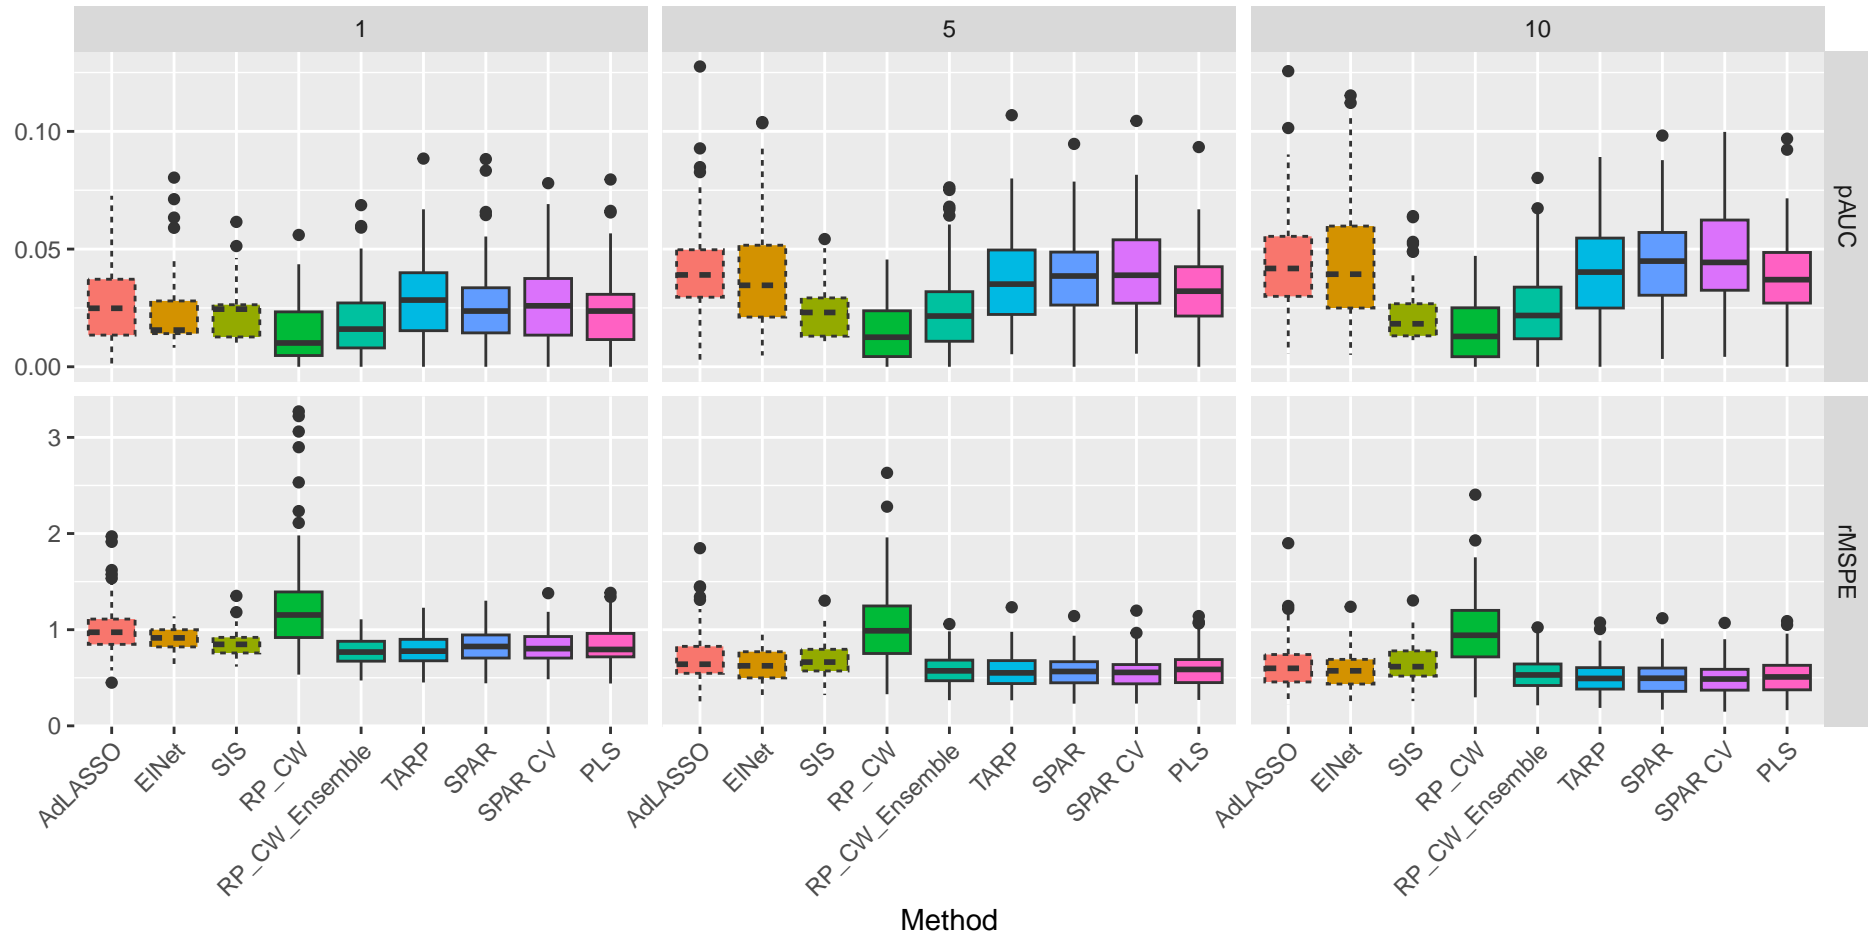 1 5 10
0.10
0.05
0.00
pAUC
3
2
1
0
rMSPE
AdLASSO ElNet SIS RP_CW RP_CW_Ensemble TARP SPAR SPAR CV PLS AdLASSO ElNet SIS RP_CW RP_CW_Ensemble TARP SPAR SPAR CV PLS AdLASSO ElNet SIS RP_CW RP_CW_Ensemble TARP SPAR SPAR CV PLS
Method